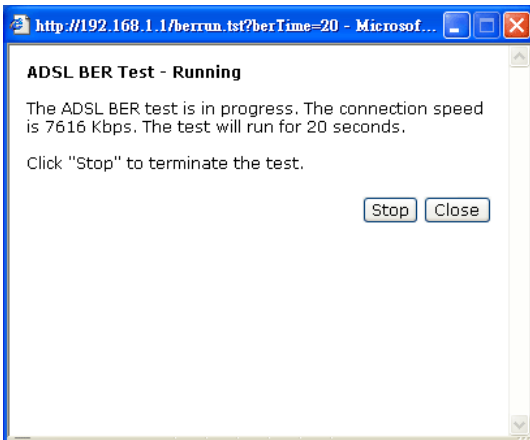 http://192.168.1.1/berrun.tst?berTime=20 - Microsof...
ADSL BER Test - Running
The ADSL BER test is in progress. The connection speed
is 7616 Kbps. The test will run for 20 seconds.
Click "Stop" to terminate the test.
Stop Close